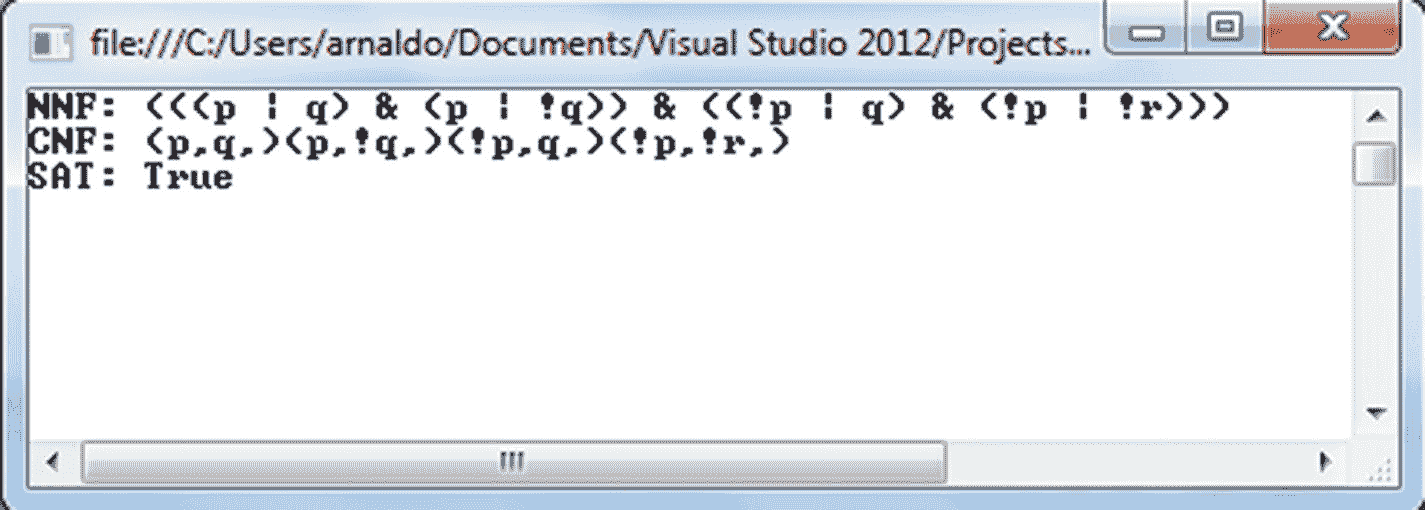 file:///C:/Users/arnaldo/Documents/Visual Studio 2012/Projects...
NNF: (((p | q) & (p | !q)) & ((!p | q) & (!p | !r)))
CNF: (p,q,)(p,!q,)(!p,q,)(!p,!r,)
SAT: True